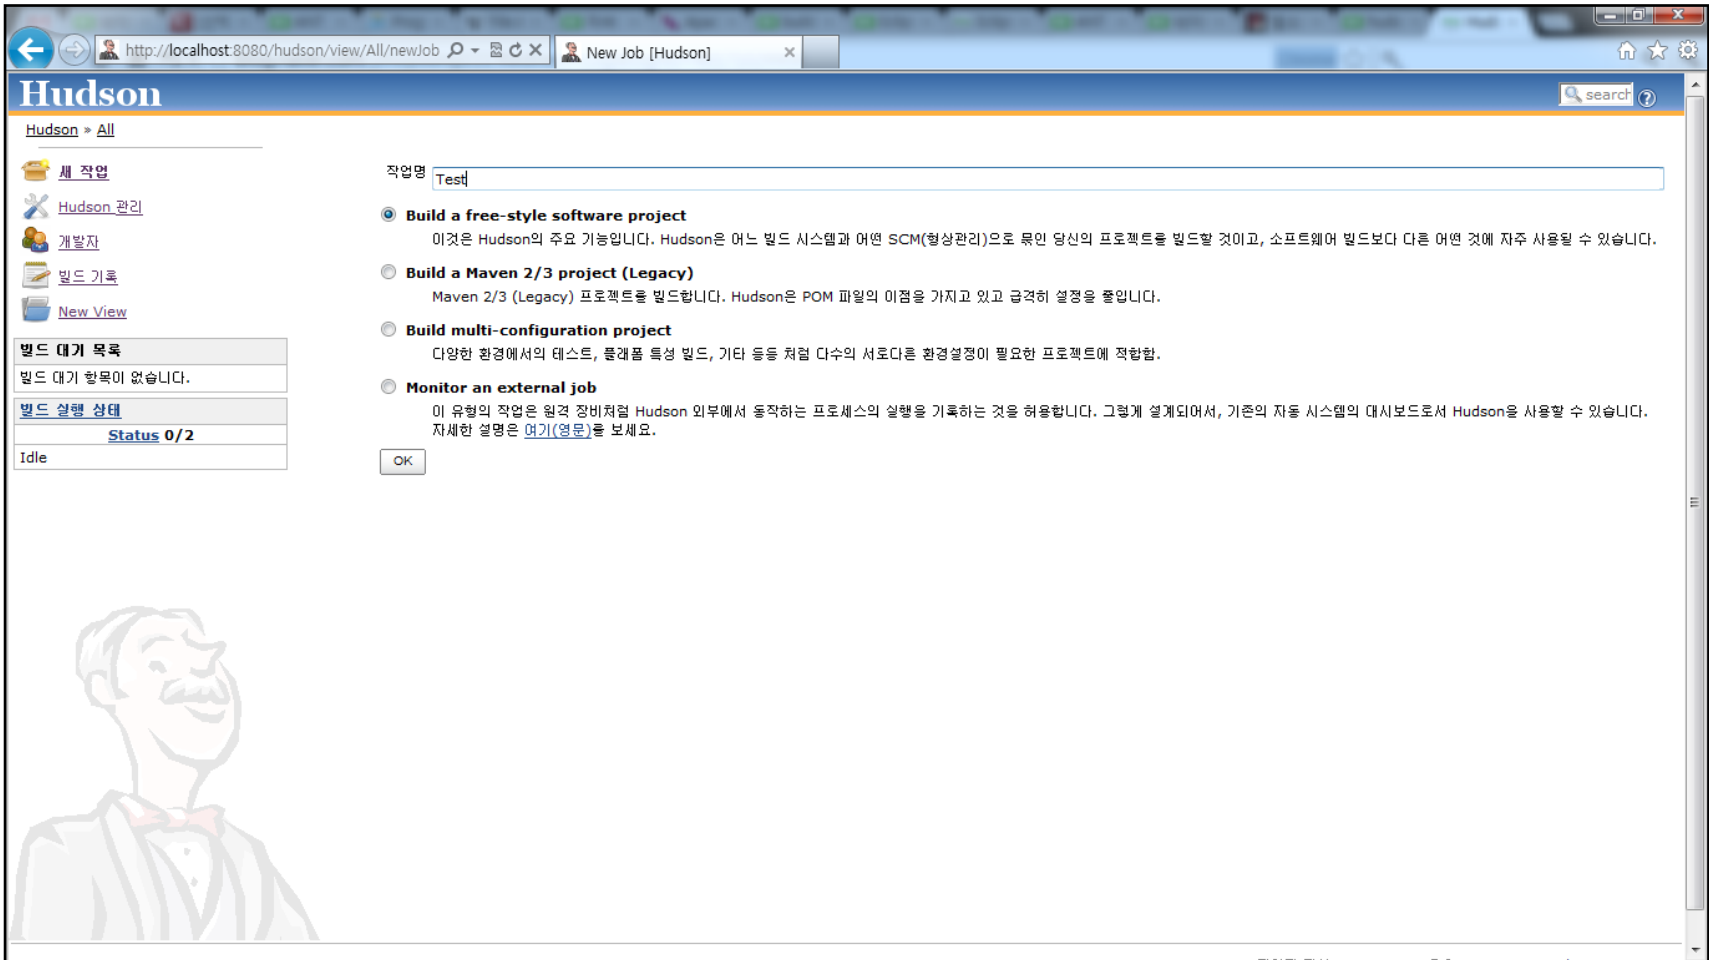 http://localhost:8080/hudson/view/All/newJob
New Job [Hudson]
Hudson
search
Hudson » All
새 작업
Hudson 관리
개발자
빌드 기록
New View
빌드 대기 목록
빌드 대기 항목이 없습니다.
빌드 실행 상태
Status 0/2
Idle
작업명 Test
Build a free-style software project
이것은 Hudson의 주요 기능입니다. Hudson은 어느 빌드 시스템과 어떤 SCM(형상관리)으로 묶인 당신의 프로젝트를 빌드할 것이고, 소프트웨어 빌드보다 다른 어떤 것에 자주 사용될 수 있습니다.
Build a Maven 2/3 project (Legacy)
Maven 2/3 (Legacy) 프로젝트를 빌드합니다. Hudson은 POM 파일의 이점을 가지고 있고 급격히 설정을 줄입니다.
Build multi-configuration project
다양한 환경에서의 테스트, 플래폼 특성 빌드, 기타 등등 처럼 다수의 서로다른 환경설정이 필요한 프로젝트에 적합함.
Monitor an external job
이 유형의 작업은 원격 장비처럼 Hudson 외부에서 동작하는 프로세스의 실행을 기록하는 것을 허용합니다. 그렇게 설계되어서, 기존의 자동 시스템의 대시보드로서 Hudson을 사용할 수 있습니다.
자세한 설명은 여기(영문)를 보세요.
OK